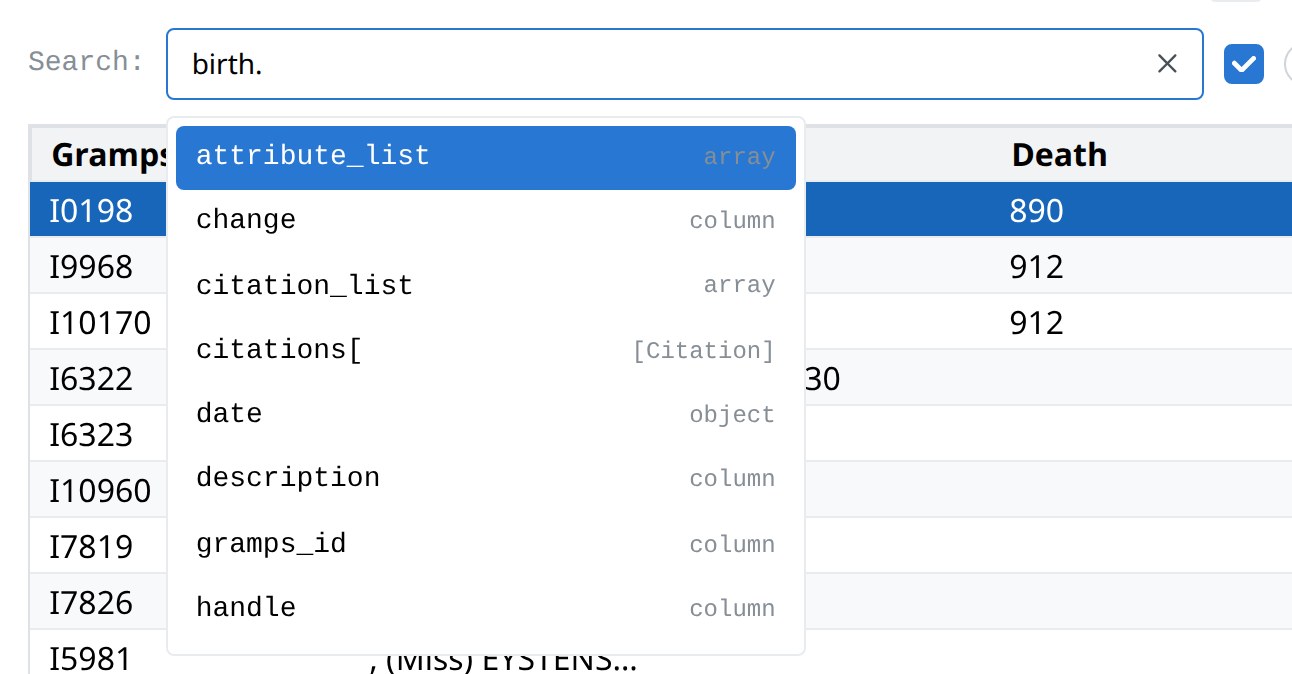 Search: birth.
Gramps Death
attribute_list array
I0198 890
change column
I9968 912
citation_list array
I10170 912
citations[ [Citation]
I6322 30
date object
I6323
description column
I10960
gramps_id column
I7819
handle column
I7826
I5981 , (Miss) EYSTENS...